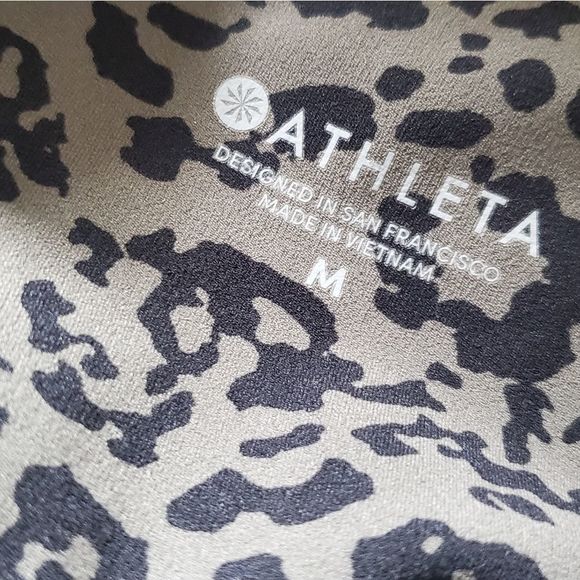 ATHLETA
DESIGNED IN SAN FRANCISCO
MADE IN VIETNAM
M